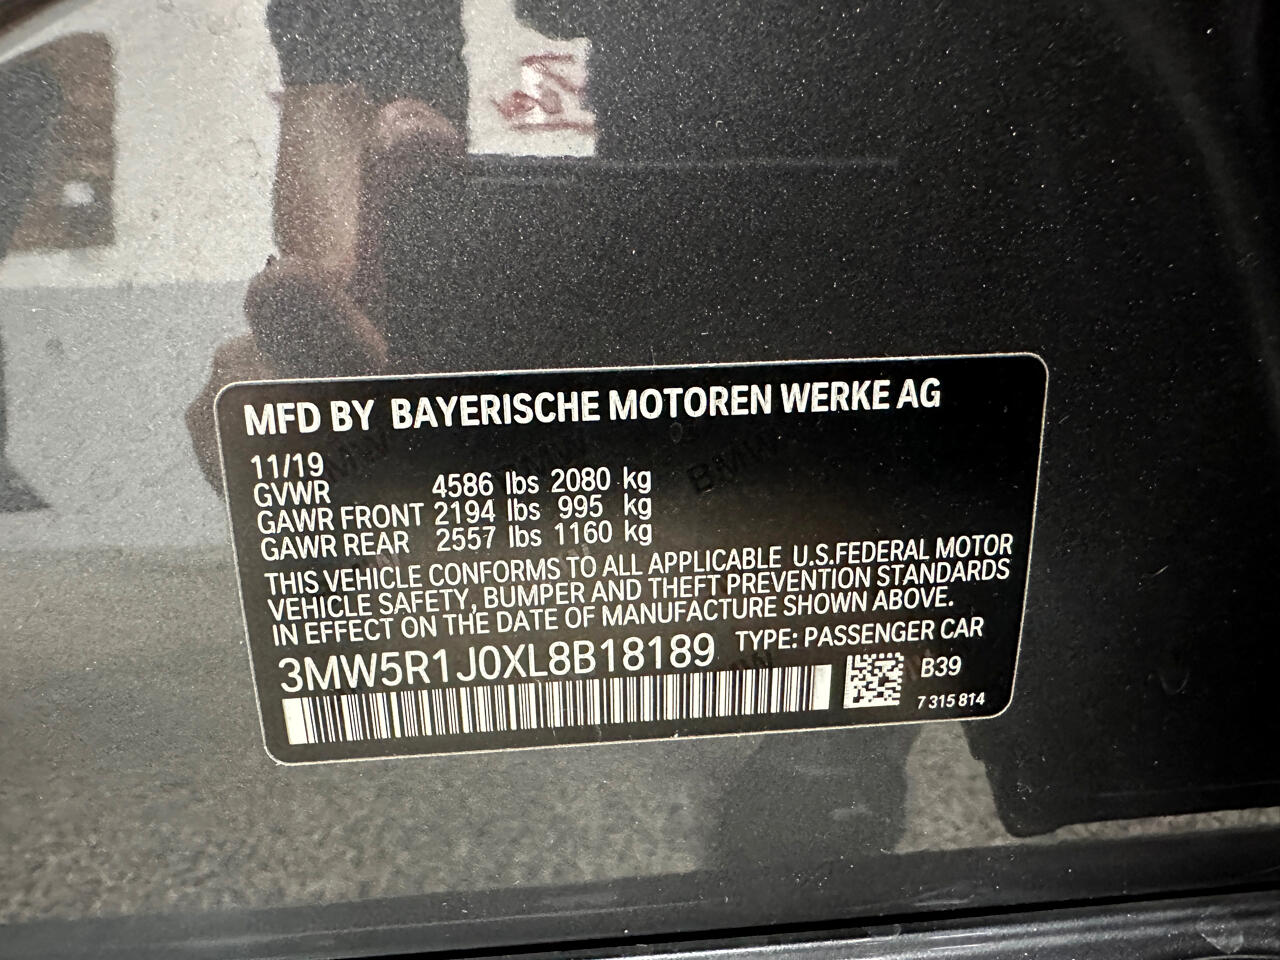 MFD BY BAYERISCHE MOTOREN WERKE AG
11/19
GVWR 4586 lbs 2080 kg
GAWR FRONT 2194 lbs 995 kg
GAWR REAR 2557 lbs 1160 kg
THIS VEHICLE CONFORMS TO ALL APPLICABLE U.S.FEDERAL MOTOR
VEHICLE SAFETY, BUMPER AND THEFT PREVENTION STANDARDS
IN EFFECT ON THE DATE OF MANUFACTURE SHOWN ABOVE.
3MW5R1J0XL8B18189 TYPE: PASSENGER CAR
B39
7 315 814